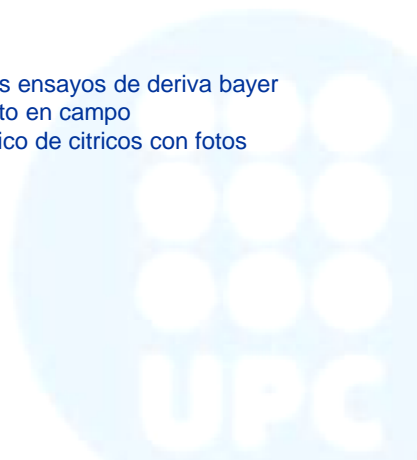 s ensayos de deriva bayer
to en campo
ico de citricos con fotos
UPC